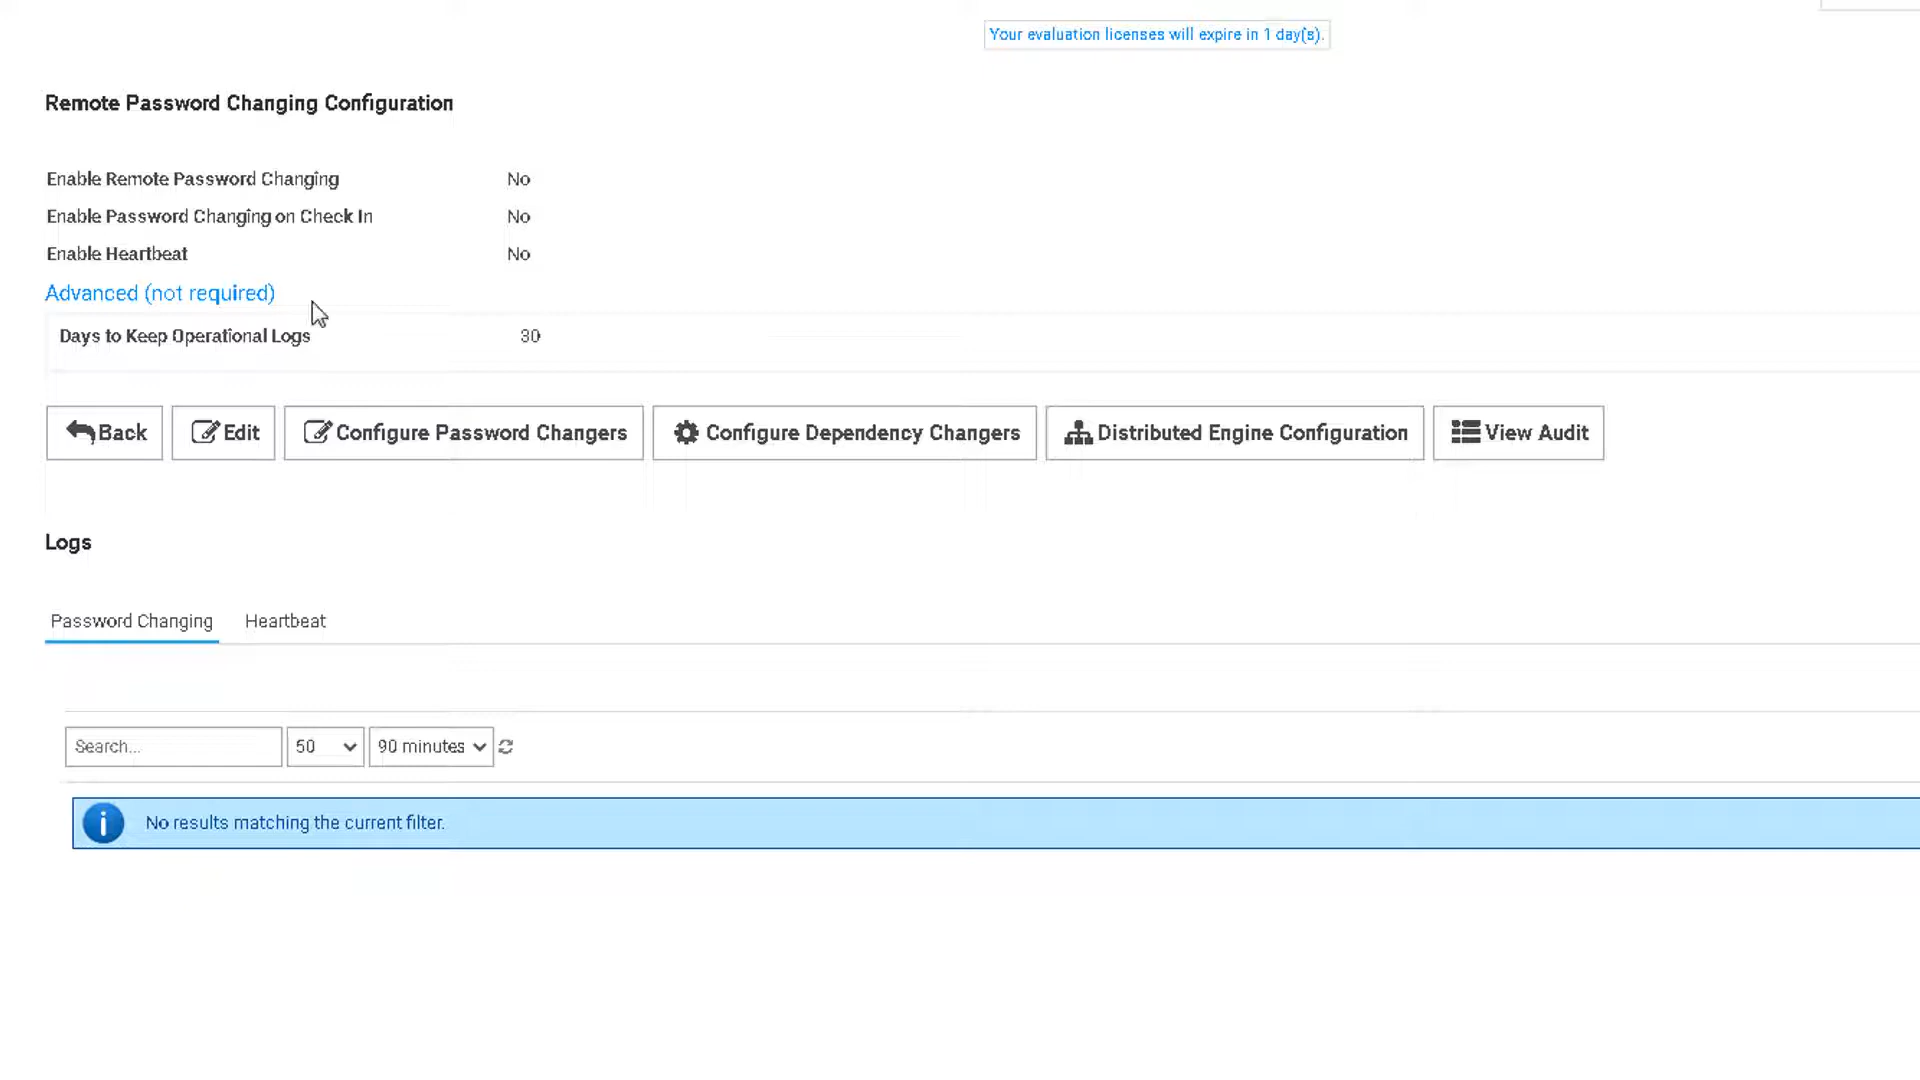 Your evaluation licenses will expire in 1 day(s).
Remote Password Changing Configuration
Enable Remote Password Changing No
Enable Password Changing on Check In No
Enable Heartbeat No
Advanced (not required)
Days to Keep Operational Logs 30
Back Edit Configure Password Changers Configure Dependency Changers Distributed Engine Configuration View Audit
Logs
Password Changing Heartbeat
Search... 50 90 minutes
No results matching the current filter.